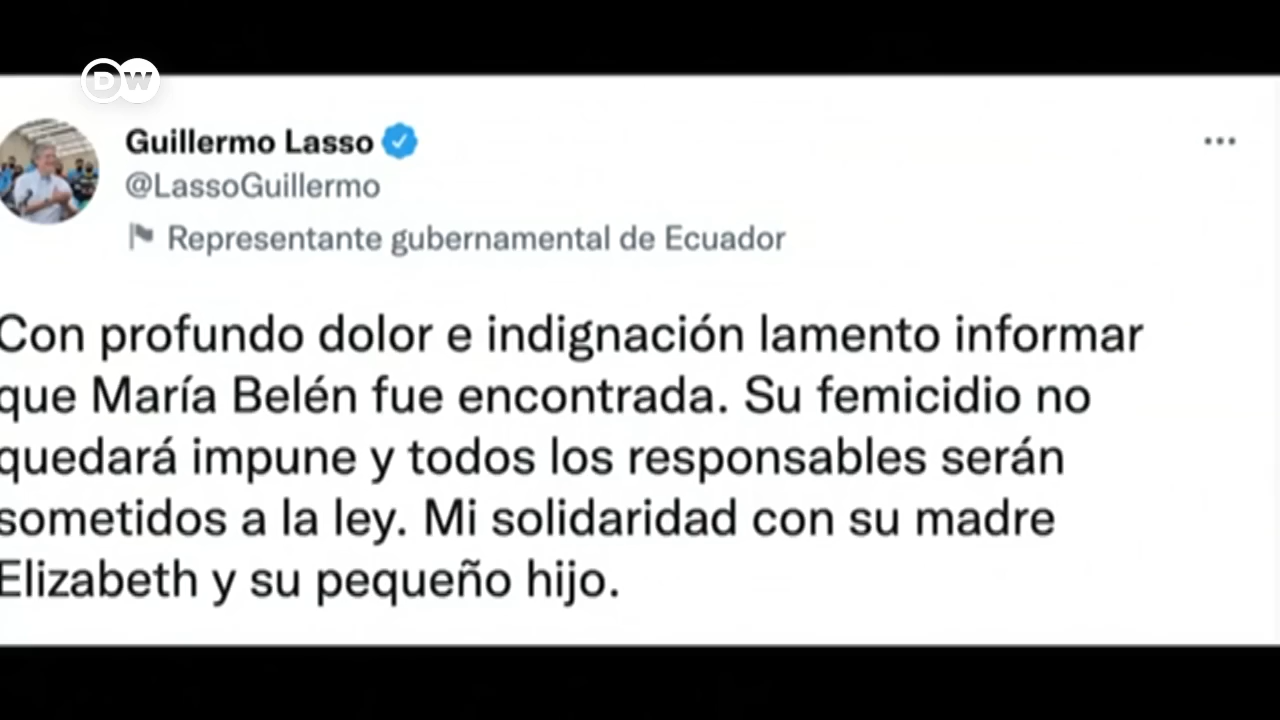 DW
Guillermo Lasso
@LassoGuillermo
Representante gubernamental de Ecuador
Con profundo dolor e indignación lamento informar
que María Belén fue encontrada. Su femicidio no
quedará impune y todos los responsables serán
sometidos a la ley. Mi solidaridad con su madre
Elizabeth y su pequeño hijo.